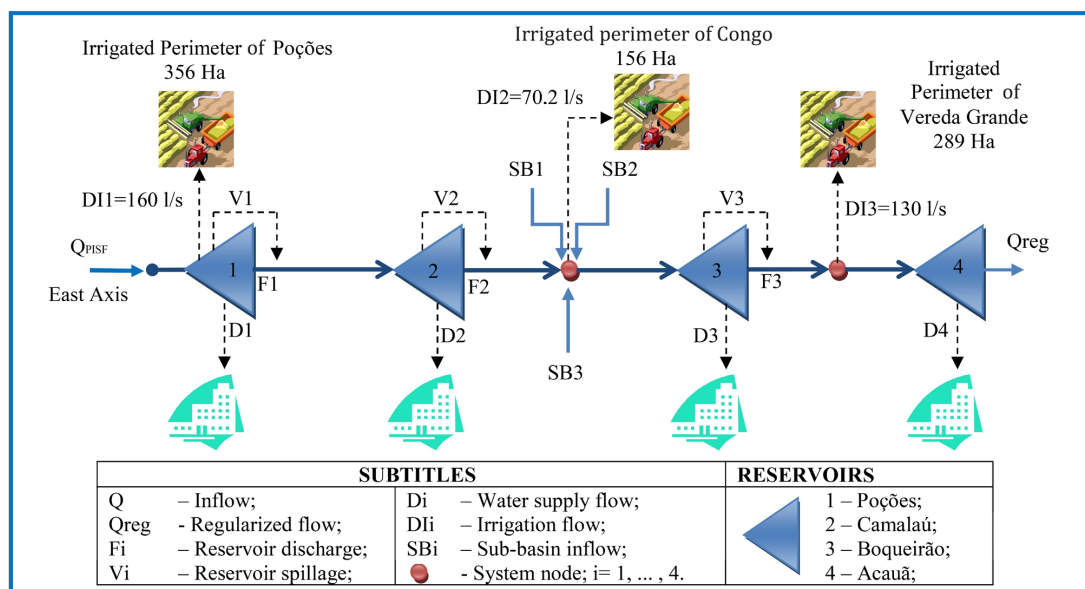 Irrigated Perimeter of Poções
356 Ha
Irrigated perimeter of Congo
156 Ha
Irrigated
Perimeter of
Vereda Grande
289 Ha
DI2=70.2 l/s
SB1
SB2
DI1=160 l/s
V1
V2
V3
DI3=130 l/s
QPISF
East Axis
1
F1
2
F2
3
F3
4
Qreg
D1
D2
SB3
D3
D4
SUBTITLES
Q – Inflow;
Qreg - Regularized flow;
Fi – Reservoir discharge;
Vi – Reservoir spillage;
Di – Water supply flow;
DIi – Irrigation flow;
SBi – Sub-basin inflow;
- System node; i= 1, ... , 4.
RESERVOIRS
1 – Poções;
2 – Camalaú;
3 – Boqueirão;
4 – Acauã;